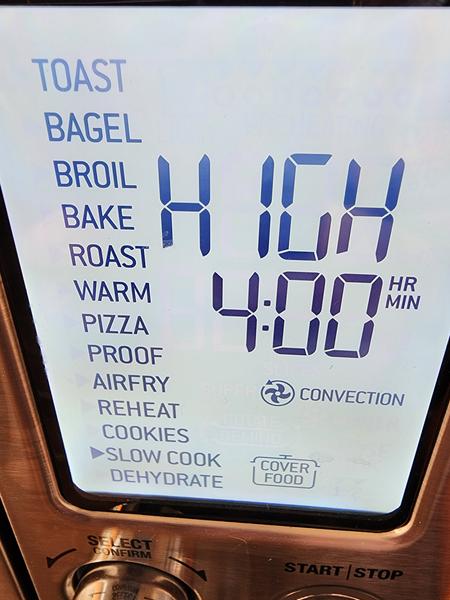 TOAST
BAGEL
BROIL
BAKE
ROAST
WARM
PIZZA
PROOF
AIRFRY
REHEAT
COOKIES
SLOW COOK
DEHYDRATE
HIGH
4:00 HR
MIN
CONVECTION
COVER
FOOD
SELECT
CONFIRM
START|STOP